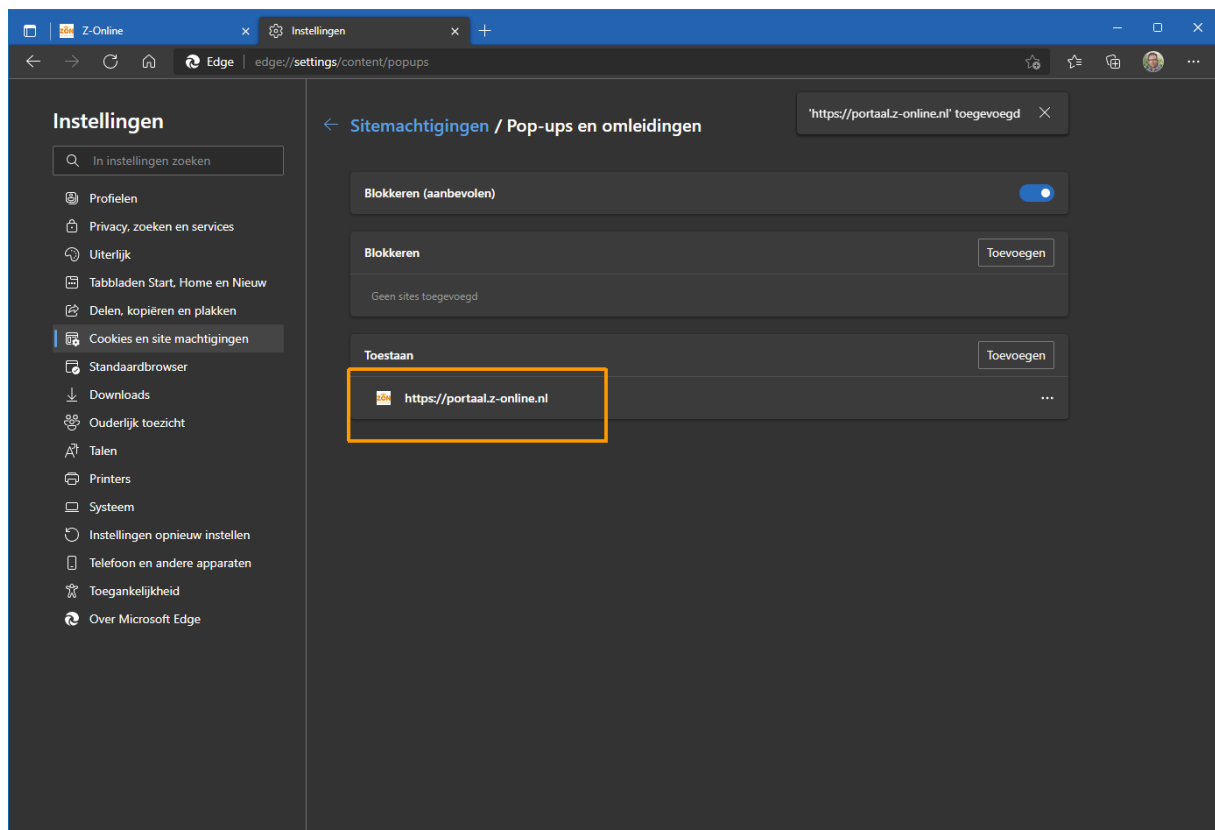 ZÔN Z-Online
Instellingen
Edge edge://settings/content/popups
'https://portaal.z-online.nl' toegevoegd
Instellingen
In instellingen zoeken
Profielen
Privacy, zoeken en services
Uiterlijk
Tabbladen Start, Home en Nieuw
Delen, kopiëren en plakken
Cookies en site machtigingen
Standaardbrowser
Downloads
Ouderlijk toezicht
Talen
Printers
Systeem
Instellingen opnieuw instellen
Telefoon en andere apparaten
Toegankelijkheid
Over Microsoft Edge
Sitemachtigingen / Pop-ups en omleidingen
Blokkeren (aanbevolen)
Blokkeren Toevoegen
Geen sites toegevoegd
Toestaan Toevoegen
ZÔN https://portaal.z-online.nl